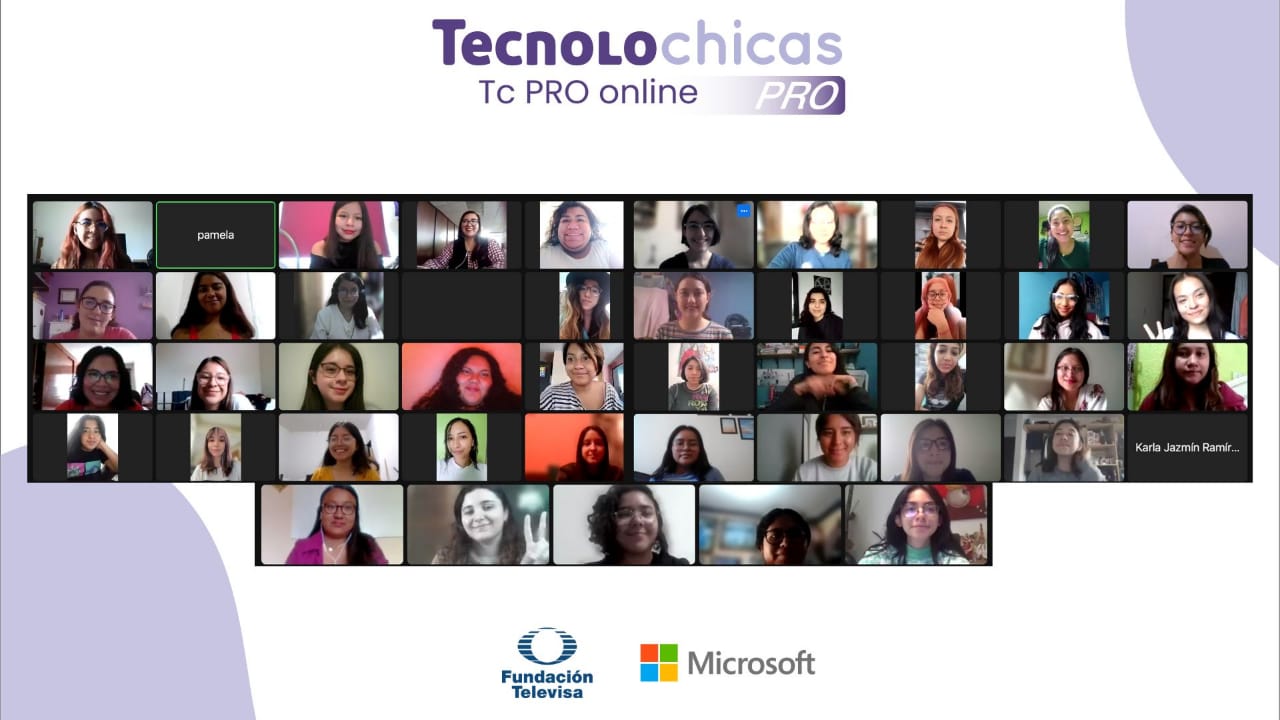 Tecnolochicas
Tc PRO online PRO
pamela
Karla Jazmín Ramír...
Fundación
Televisa
Microsoft